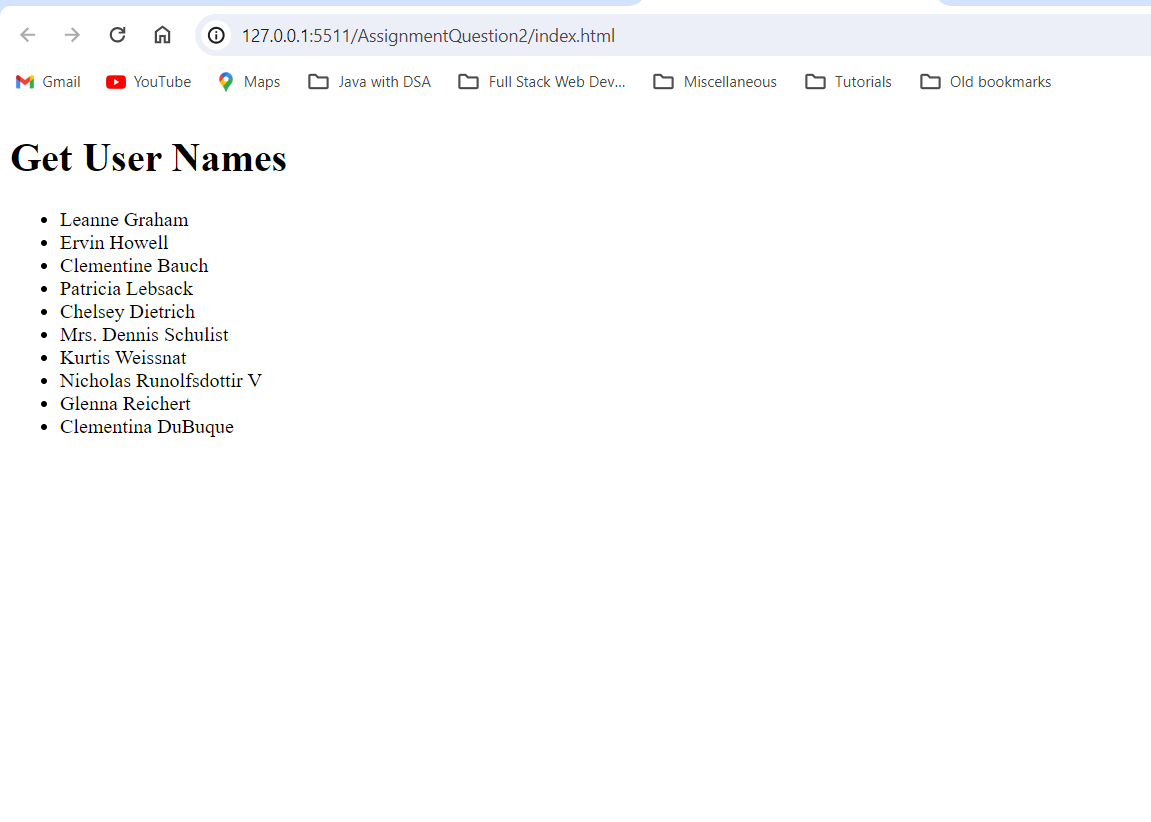 127.0.0.1:5511/AssignmentQuestion2/index.html
Gmail YouTube Maps Java with DSA Full Stack Web Dev... Miscellaneous Tutorials Old bookmarks
Get User Names
Leanne Graham
Ervin Howell
Clementine Bauch
Patricia Lebsack
Chelsey Dietrich
Mrs. Dennis Schulist
Kurtis Weissnat
Nicholas Runolfsdottir V
Glenna Reichert
Clementina DuBuque